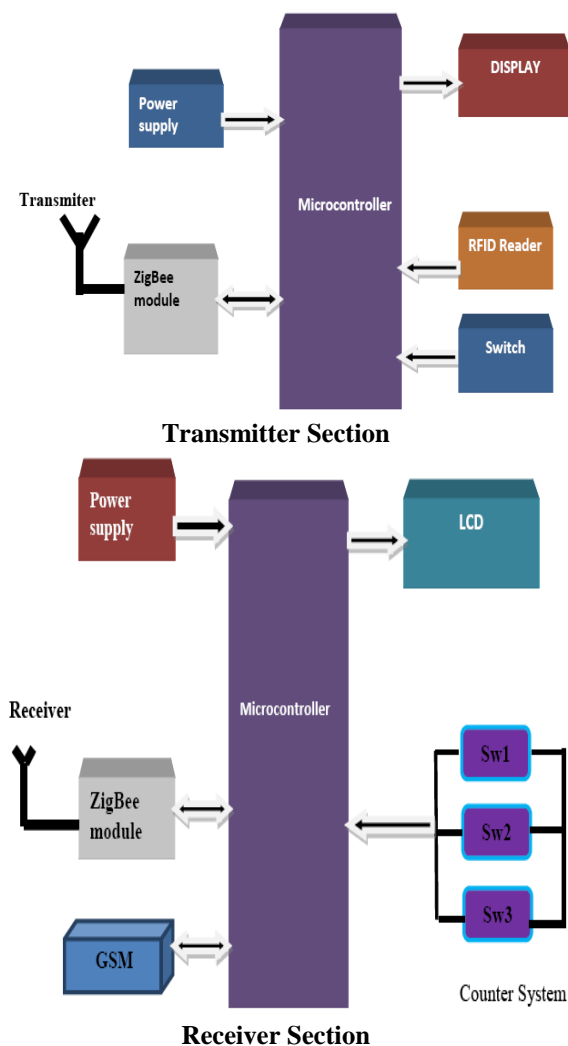 DISPLAY
Power
supply
Microcontroller
Transmiter
RFID Reader
ZigBee
module
Switch
Transmitter Section
Power
supply
LCD
Microcontroller
Receiver
Sw1
ZigBee
module
Sw2
Sw3
GSM
Counter System
Receiver Section